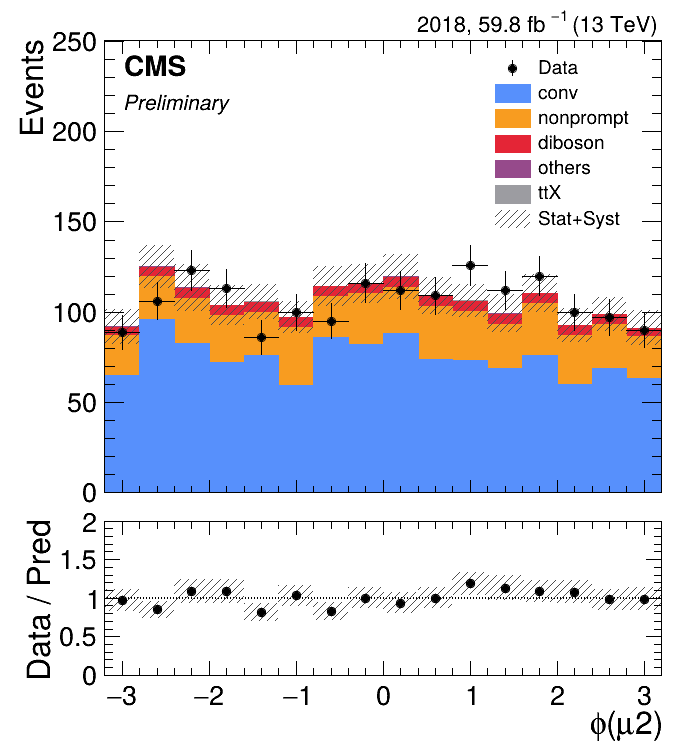 2018, 59.8 fb⁻¹ (13 TeV)
CMS
Preliminary
Events
250
200
150
100
50
0
Data
conv
nonprompt
diboson
others
ttX
Stat+Syst
Data / Pred
2
1.5
1
0.5
0
−3 −2 −1 0 1 2 3
ϕ(μ2)